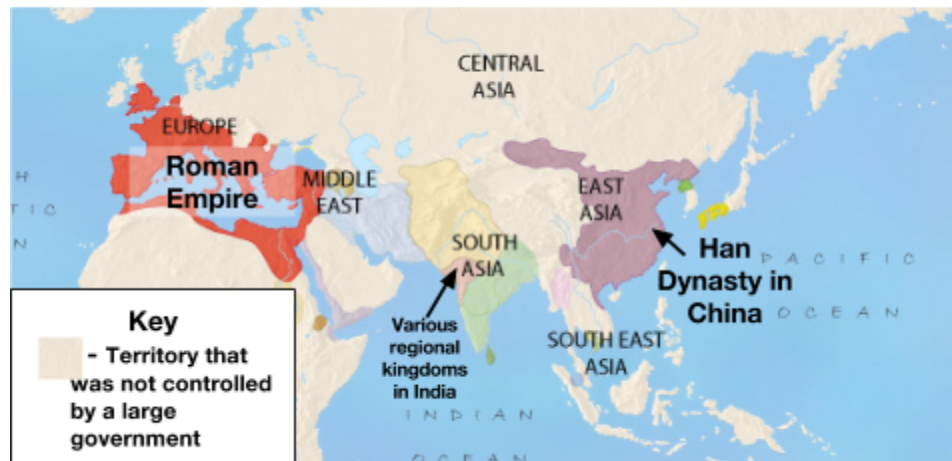 CENTRAL
ASIA
EUROPE
Roman
Empire
MIDDLE
EAST
EAST
ASIA
SOUTH
ASIA
Han
Dynasty in
China
PACIFIC
OCEAN
Various
regional
kingdoms
in India
SOUTH EAST
ASIA
INDIAN
OCEAN
Key
- Territory that
was not controlled
by a large
government